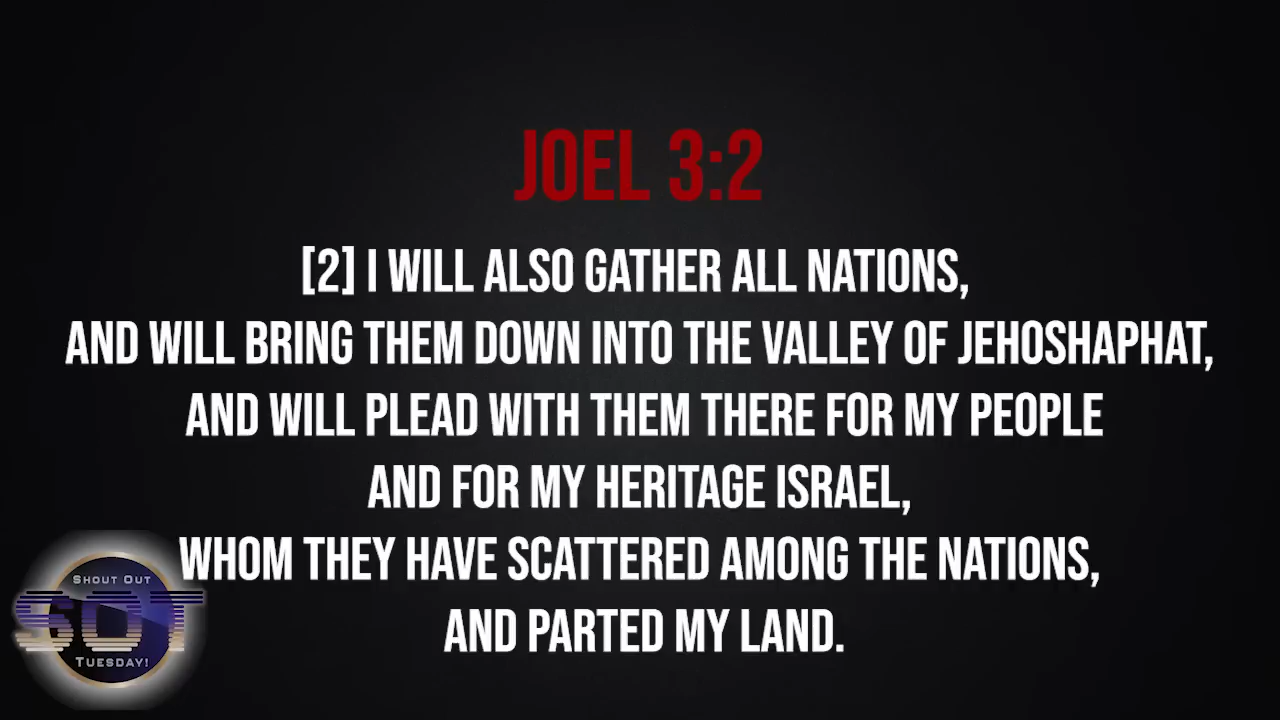 JOEL 3:2
[2] I WILL ALSO GATHER ALL NATIONS,
AND WILL BRING THEM DOWN INTO THE VALLEY OF JEHOSHAPHAT,
AND WILL PLEAD WITH THEM THERE FOR MY PEOPLE
AND FOR MY HERITAGE ISRAEL,
WHOM THEY HAVE SCATTERED AMONG THE NATIONS,
AND PARTED MY LAND.
SHOUT OUT
SOT
TUESDAY!